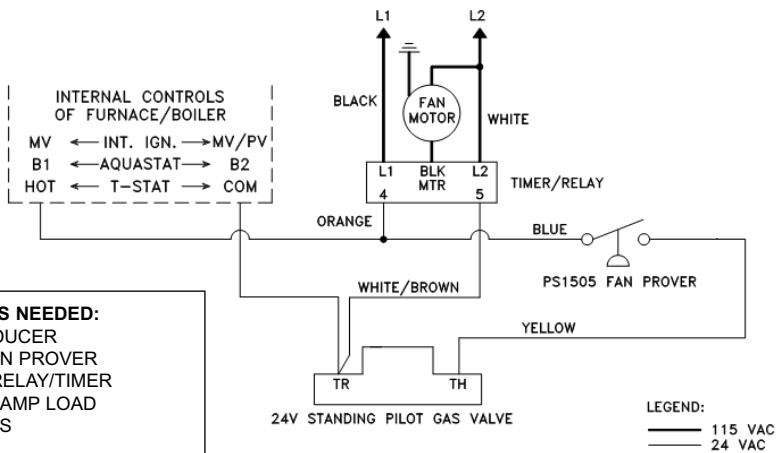 L1 L2
INTERNAL CONTROLS
OF FURNACE/BOILER
MV ← INT. IGN. → MV/PV
B1 ← AQUASTAT → B2
HOT ← T-STAT → COM
BLACK
FAN
MOTOR
WHITE
L1 BLK L2
MTR
4 5
TIMER/RELAY
ORANGE
BLUE
PS1505 FAN PROVER
WHITE/BROWN
YELLOW
TR TH
24V STANDING PILOT GAS VALVE
S NEEDED:
DUCER
N PROVER
RELAY/TIMER
AMP LOAD
S
LEGEND:
115 VAC
24 VAC